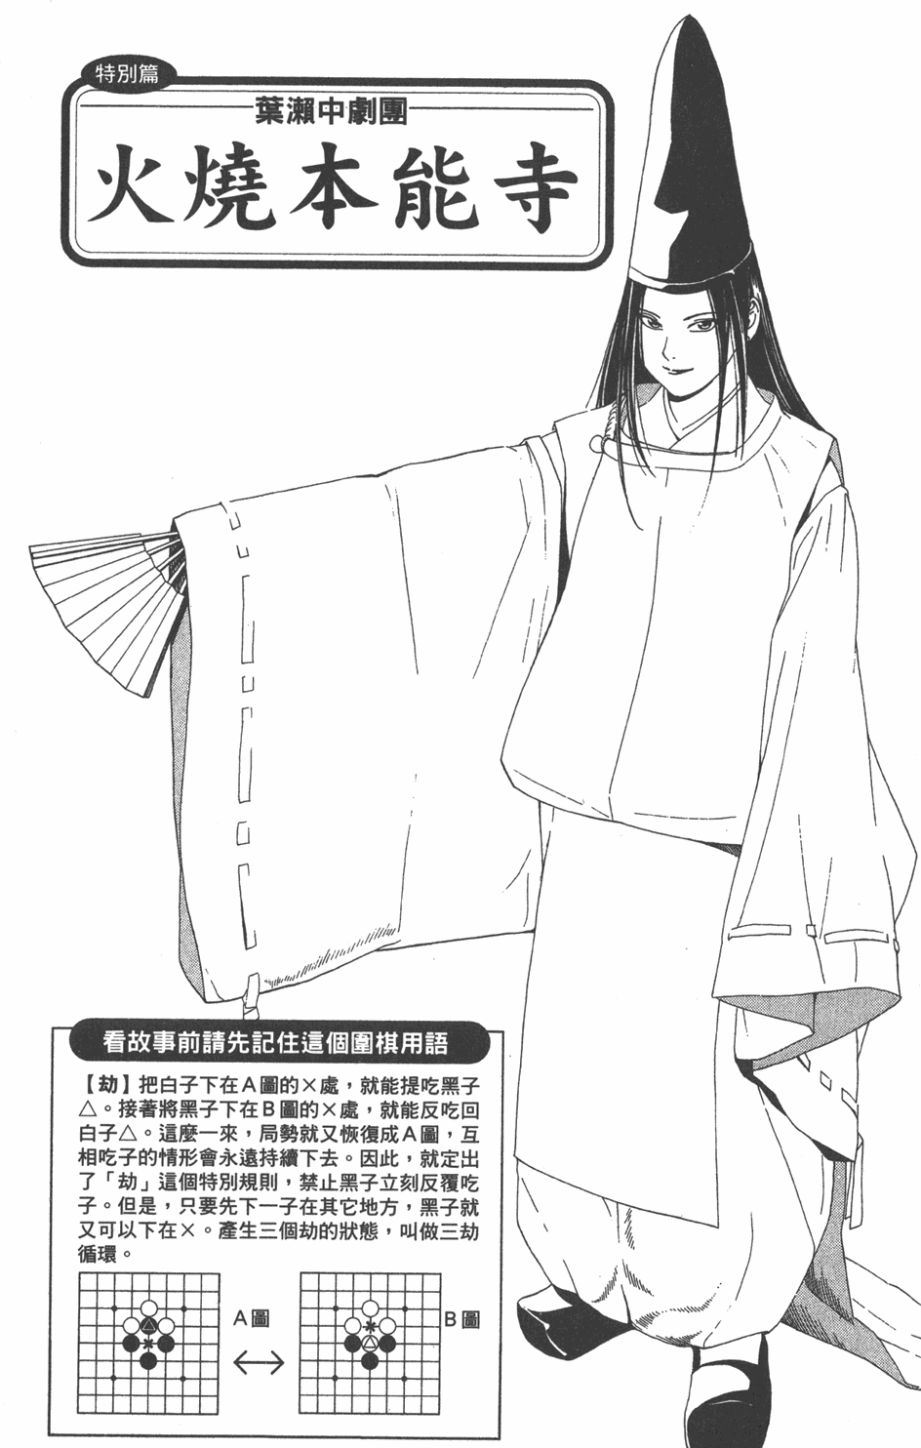 特別篇
葉瀨中劇團
火燒本能寺
看故事前請先記住這個圍棋用語
【劫】把白子下在A圖的×處，就能提吃黑子
△。接著將黑子下在B圖的×處，就能反吃回
白子△。這麼一來，局勢就又恢復成A圖，互
相吃子的情形會永遠持續下去。因此，就定出
了「劫」這個特別規則，禁止黑子立刻反覆吃
子。但是，只要先下一子在其它地方，黑子就
又可以下在×。產生三個劫的狀態，叫做三劫
循環。
A圖
B圖